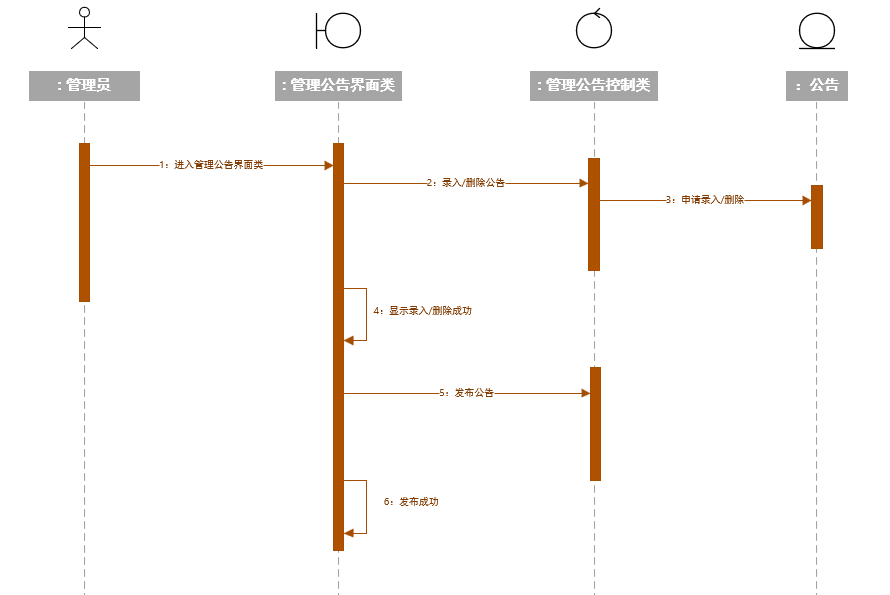 : 管理员
: 管理公告界面类
: 管理公告控制类
： 公告
1：进入管理公告界面类
2：录入/删除公告
3：申请录入/删除
4：显示录入/删除成功
5：发布公告
6：发布成功